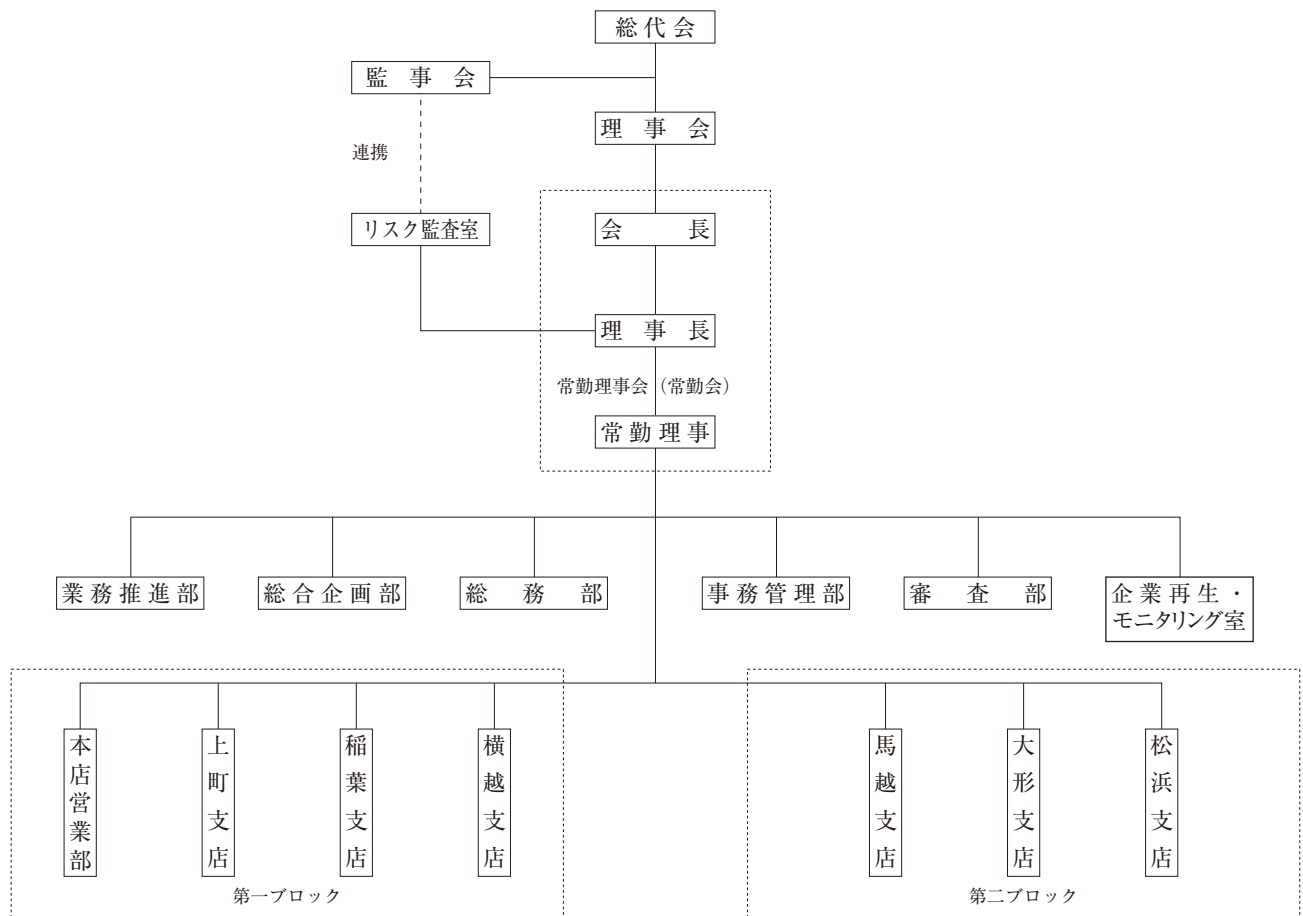 総代会
監事会
理事会
連携
リスク監査室
会長
理事長
常勤理事会（常勤会）
常勤理事
業務推進部
総合企画部
総務部
事務管理部
審査部
企業再生・
モニタリング室
本店営業部
上町支店
稲葉支店
横越支店
馬越支店
大形支店
松浜支店
第一ブロック
第二ブロック